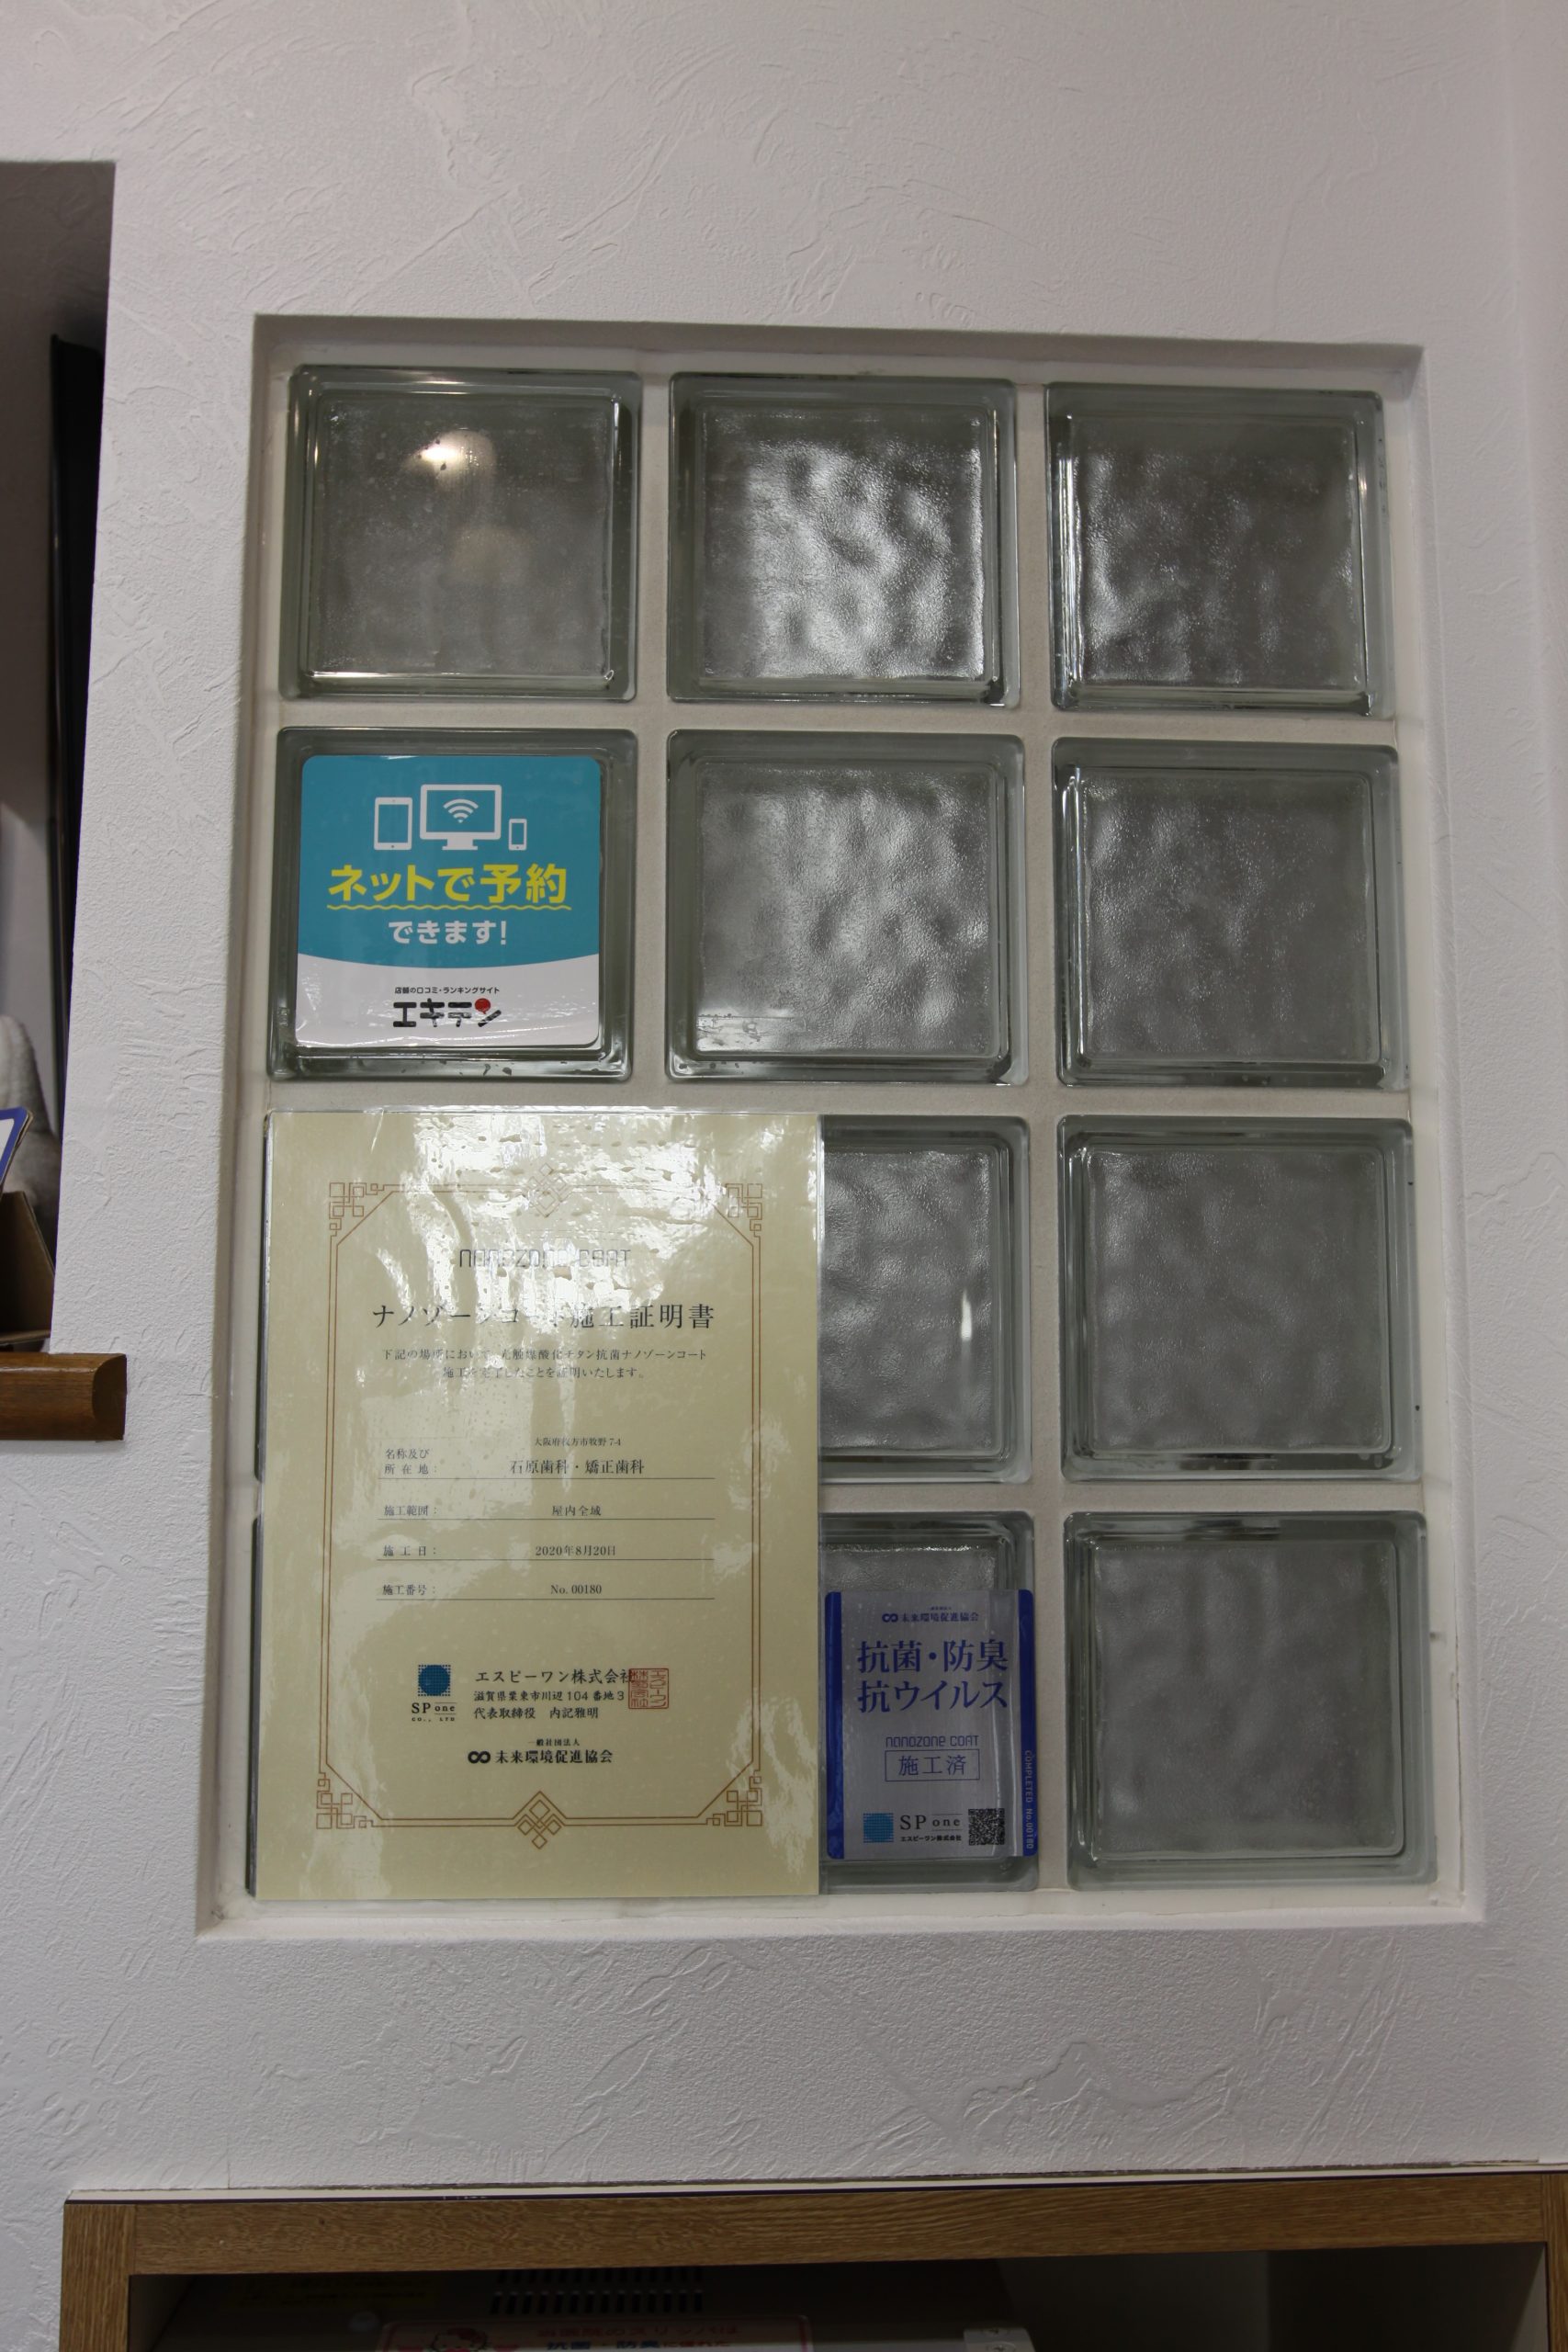 ネットで予約
できます!
店舗の口コミ・ランキングサイト
エキテン
nanozone coat
ナノゾーンコート施工証明書
下記の場所において、光触媒酸化チタン抗菌ナノゾーンコート
施工を完了したことを証明いたします。
大阪府枚方市牧野7-4
名称及び
所在地: 石原歯科・矯正歯科
施工範囲: 屋内全域
施工日: 2020年8月20日
施工番号: No. 00180
エスピーワン株式会社
滋賀県栗東市川辺104番地3
代表取締役 内記雅明
SP one
CO., LTD
一般社団法人
未来環境促進協会
未来環境促進協会
抗菌・防臭
抗ウイルス
nanozone coat
施工済
SP one
エスピーワン株式会社
COMPLETED No.00180